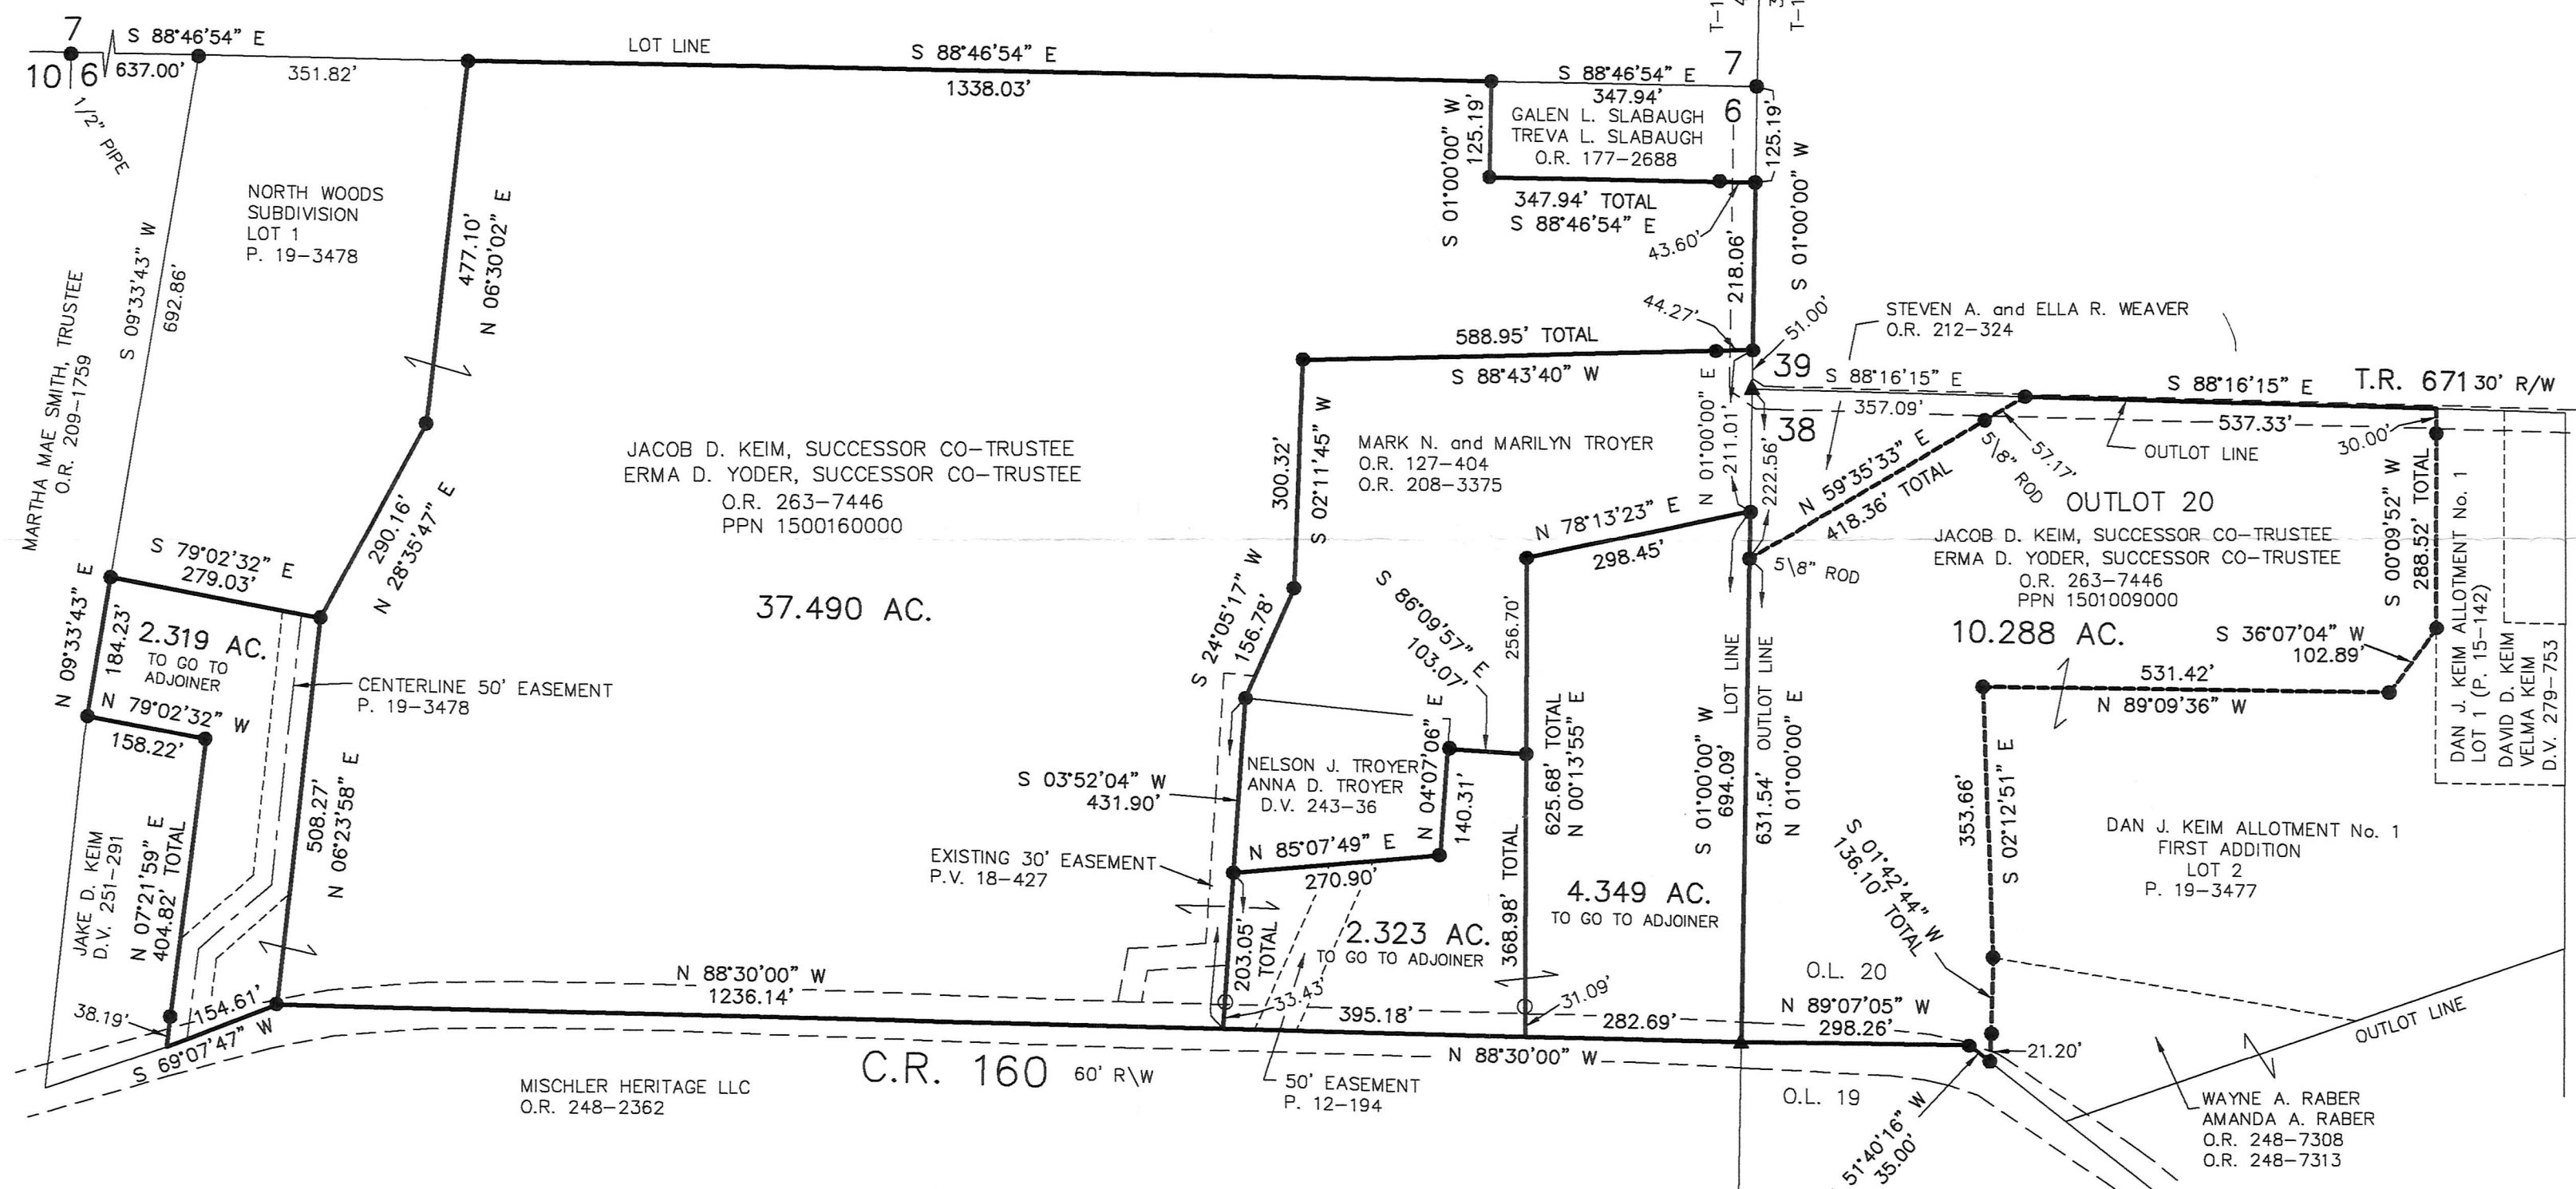 7
10
6
1/2" PIPE
S 88°46'54" E
637.00'
351.82'
LOT LINE
S 88°46'54" E
1338.03'
S 88°46'54" E
347.94'
7
6
T-1
T-1
GALEN L. SLABAUGH
TREVA L. SLABAUGH
O.R. 177-2688
S 01°00'00" W
125.19'
125.19'
S 01°00'00" W
347.94' TOTAL
S 88°46'54" E
43.60'
218.06'
NORTH WOODS
SUBDIVISION
LOT 1
P. 19-3478
S 09°33'43" W
692.86'
477.10'
N 06°30'02" E
MARTHA MAE SMITH, TRUSTEE
O.R. 209-1759
44.27'
51.00'
588.95' TOTAL
S 88°43'40" W
STEVEN A. and ELLA R. WEAVER
O.R. 212-324
39
38
S 88°16'15" E
357.09'
S 88°16'15" E
T.R. 671 30' R/W
537.33'
30.00'
OUTLOT LINE
57.17'
5\8" ROD
N 01°00'00" E
211.01'
222.56'
N 59°35'33" E
418.36' TOTAL
5\8" ROD
JACOB D. KEIM, SUCCESSOR CO-TRUSTEE
ERMA D. YODER, SUCCESSOR CO-TRUSTEE
O.R. 263-7446
PPN 1500160000
37.490 AC.
300.32'
S 02°11'45" W
MARK N. and MARILYN TROYER
O.R. 127-404
O.R. 208-3375
N 78°13'23" E
298.45'
OUTLOT 20
JACOB D. KEIM, SUCCESSOR CO-TRUSTEE
ERMA D. YODER, SUCCESSOR CO-TRUSTEE
O.R. 263-7446
PPN 1501009000
10.288 AC.
S 00°09'52" W
288.52' TOTAL
S 36°07'04" W
102.89'
DAN J. KEIM ALLOTMENT No. 1
LOT 1 (P. 15-142)
DAVID D. KEIM
VELMA KEIM
D.V. 279-753
290.16'
N 28°35'47" E
S 79°02'32" E
279.03'
N 09°33'43" E
184.23'
2.319 AC.
TO GO TO
ADJOINER
N 79°02'32" W
158.22'
CENTERLINE 50' EASEMENT
P. 19-3478
S 24°05'17" W
156.78'
S 86°09'57" E
103.07'
256.70'
625.68' TOTAL
N 00°13'55" E
S 01°00'00" W
694.09'
LOT LINE
OUTLOT LINE
631.54'
N 01°00'00" E
531.42'
N 89°09'36" W
353.66'
S 02°12'51" E
508.27'
N 06°23'58" E
JAKE D. KEIM
D.V. 251-291
N 07°21'59" E
404.82' TOTAL
S 03°52'04" W
431.90'
NELSON J. TROYER
ANNA D. TROYER
D.V. 243-36
N 04°07'06" E
140.31'
N 85°07'49" E
270.90'
EXISTING 30' EASEMENT
P.V. 18-427
203.05'
TOTAL
2.323 AC.
TO GO TO ADJOINER
368.98' TOTAL
4.349 AC.
TO GO TO ADJOINER
S 01°42'44" W
136.10' TOTAL
DAN J. KEIM ALLOTMENT No. 1
FIRST ADDITION
LOT 2
P. 19-3477
38.19'
154.61'
S 69°07'47" W
N 88°30'00" W
1236.14'
33.43'
395.18'
31.09'
282.69'
O.L. 20
N 89°07'05" W
298.26'
21.20'
OUTLOT LINE
C.R. 160 60' R\W
N 88°30'00" W
MISCHLER HERITAGE LLC
O.R. 248-2362
50' EASEMENT
P. 12-194
O.L. 19
51°40'16" W
35.00'
WAYNE A. RABER
AMANDA A. RABER
O.R. 248-7308
O.R. 248-7313